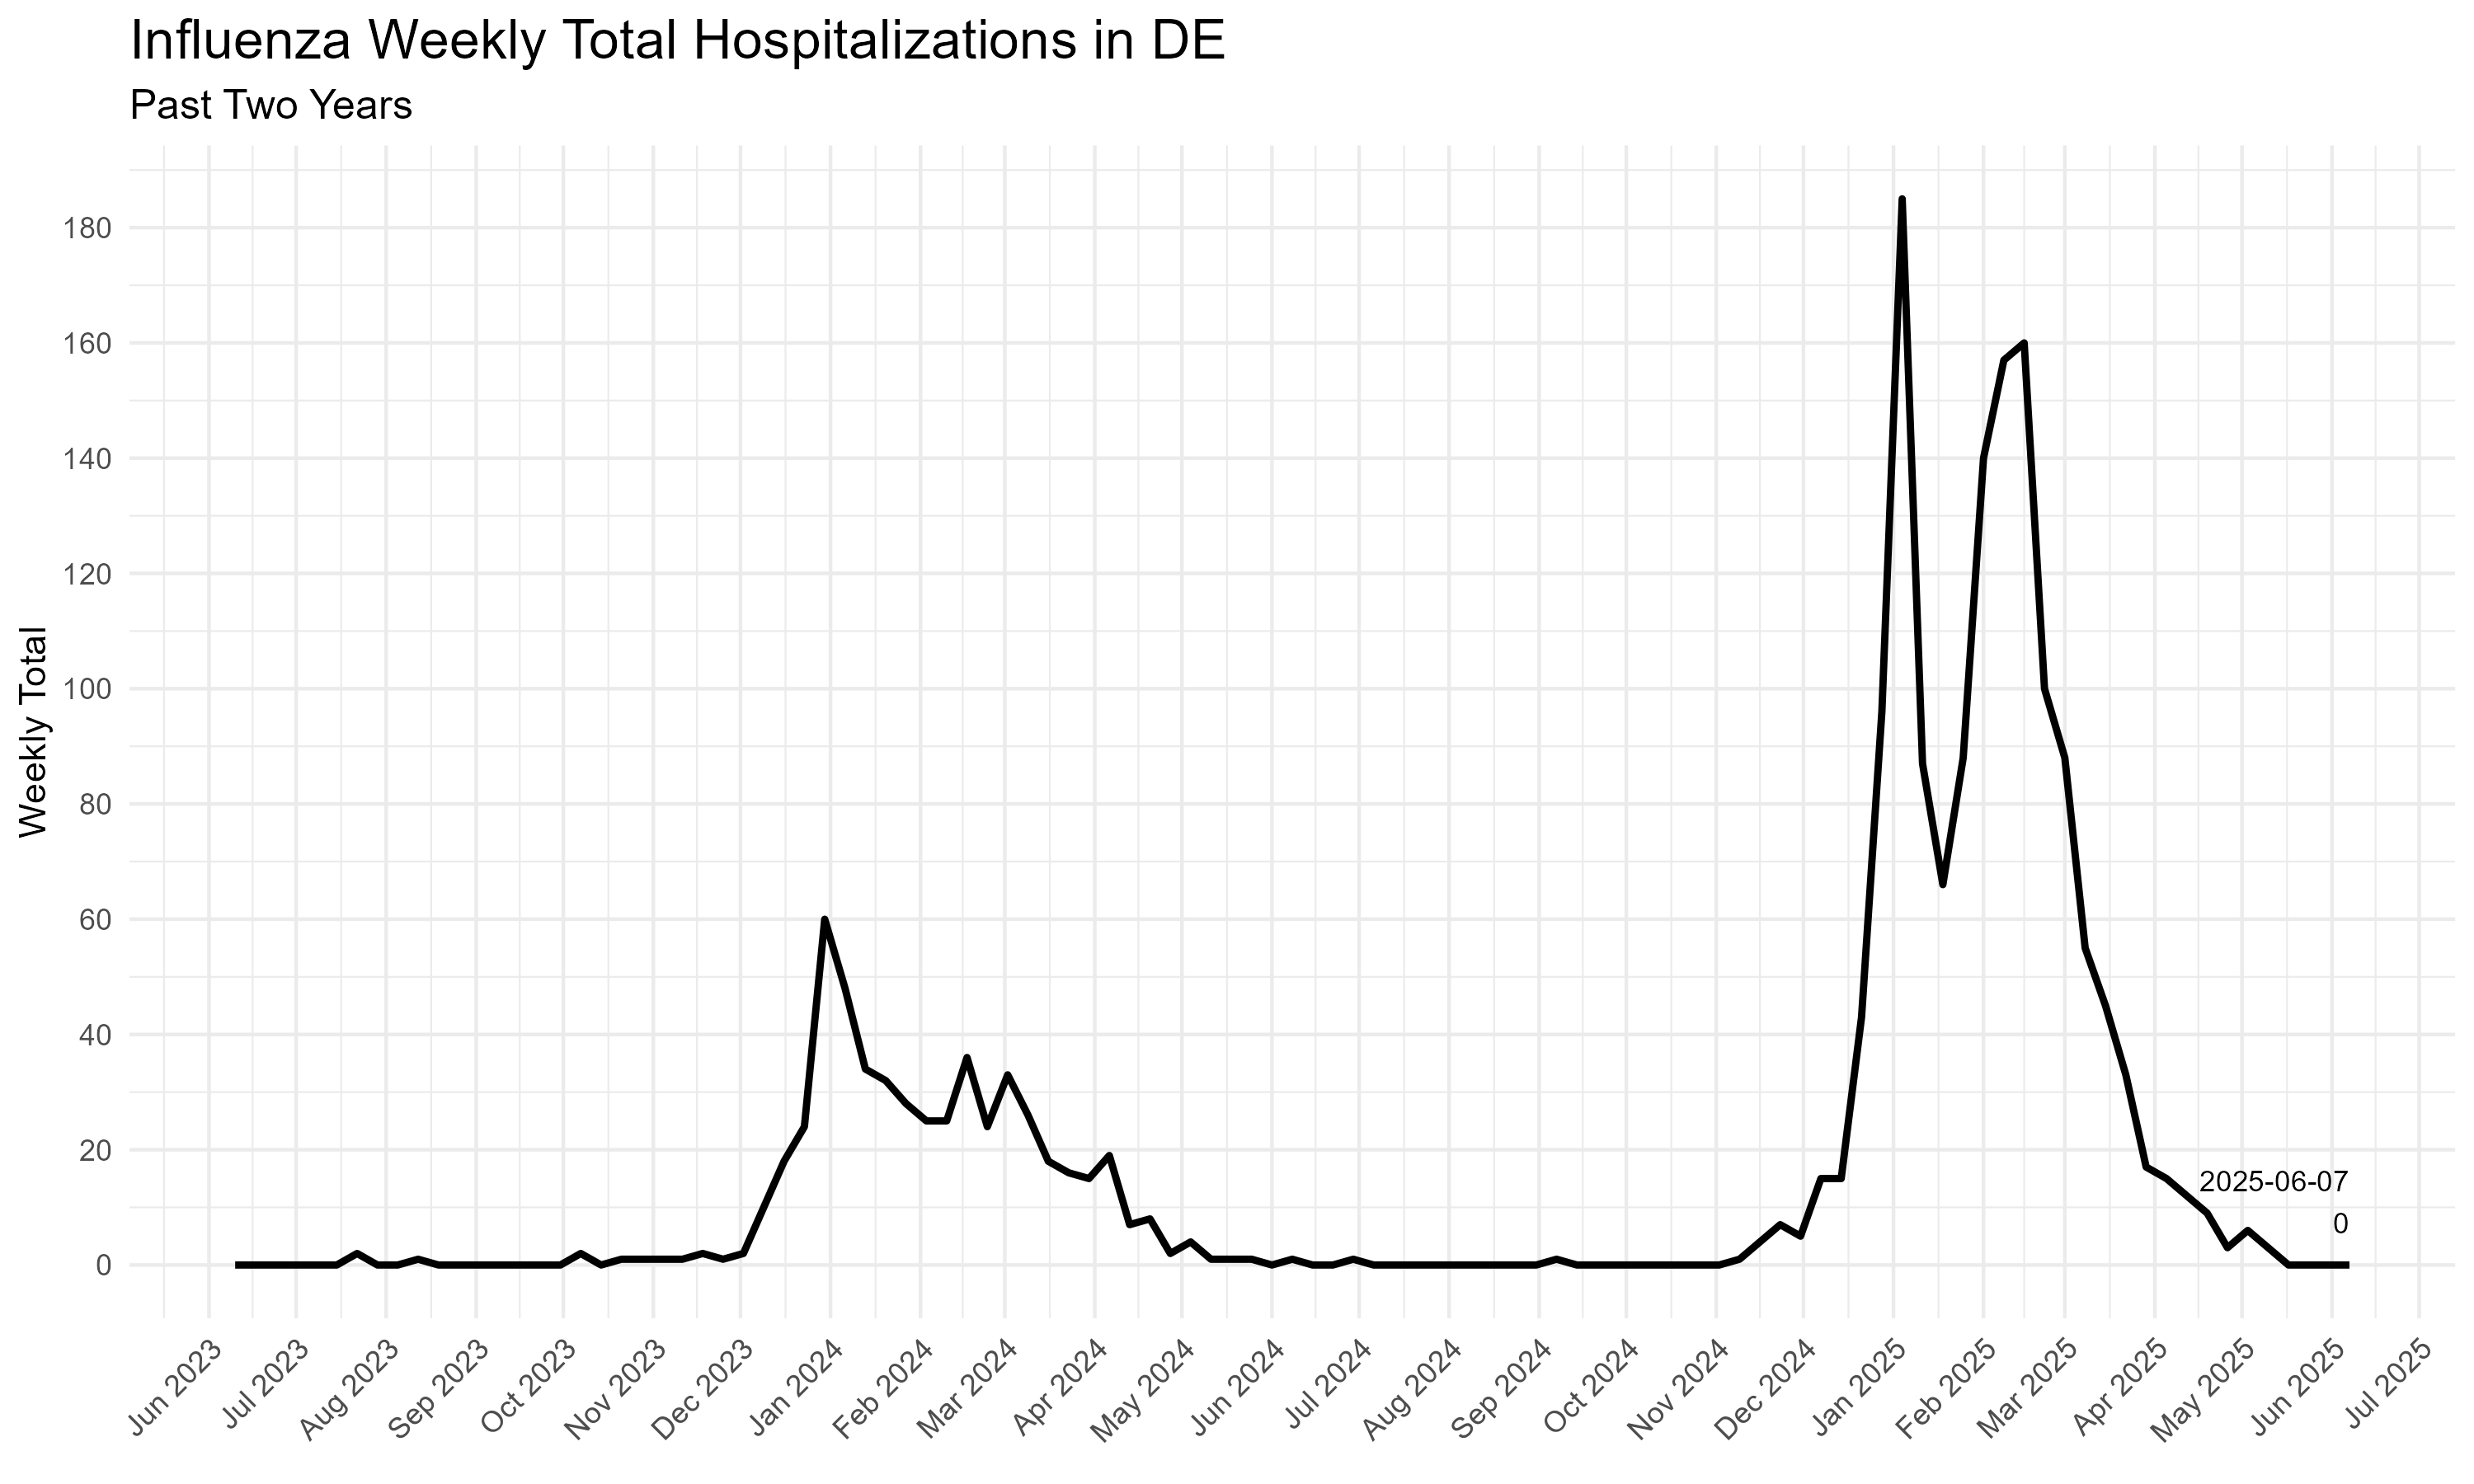 Influenza Weekly Total Hospitalizations in DE
Past Two Years
Weekly Total
180
160
140
120
100
80
60
40
20
0
2025-06-07
0
Jun 2023
Jul 2023
Aug 2023
Sep 2023
Oct 2023
Nov 2023
Dec 2023
Jan 2024
Feb 2024
Mar 2024
Apr 2024
May 2024
Jun 2024
Jul 2024
Aug 2024
Sep 2024
Oct 2024
Nov 2024
Dec 2024
Jan 2025
Feb 2025
Mar 2025
Apr 2025
May 2025
Jun 2025
Jul 2025